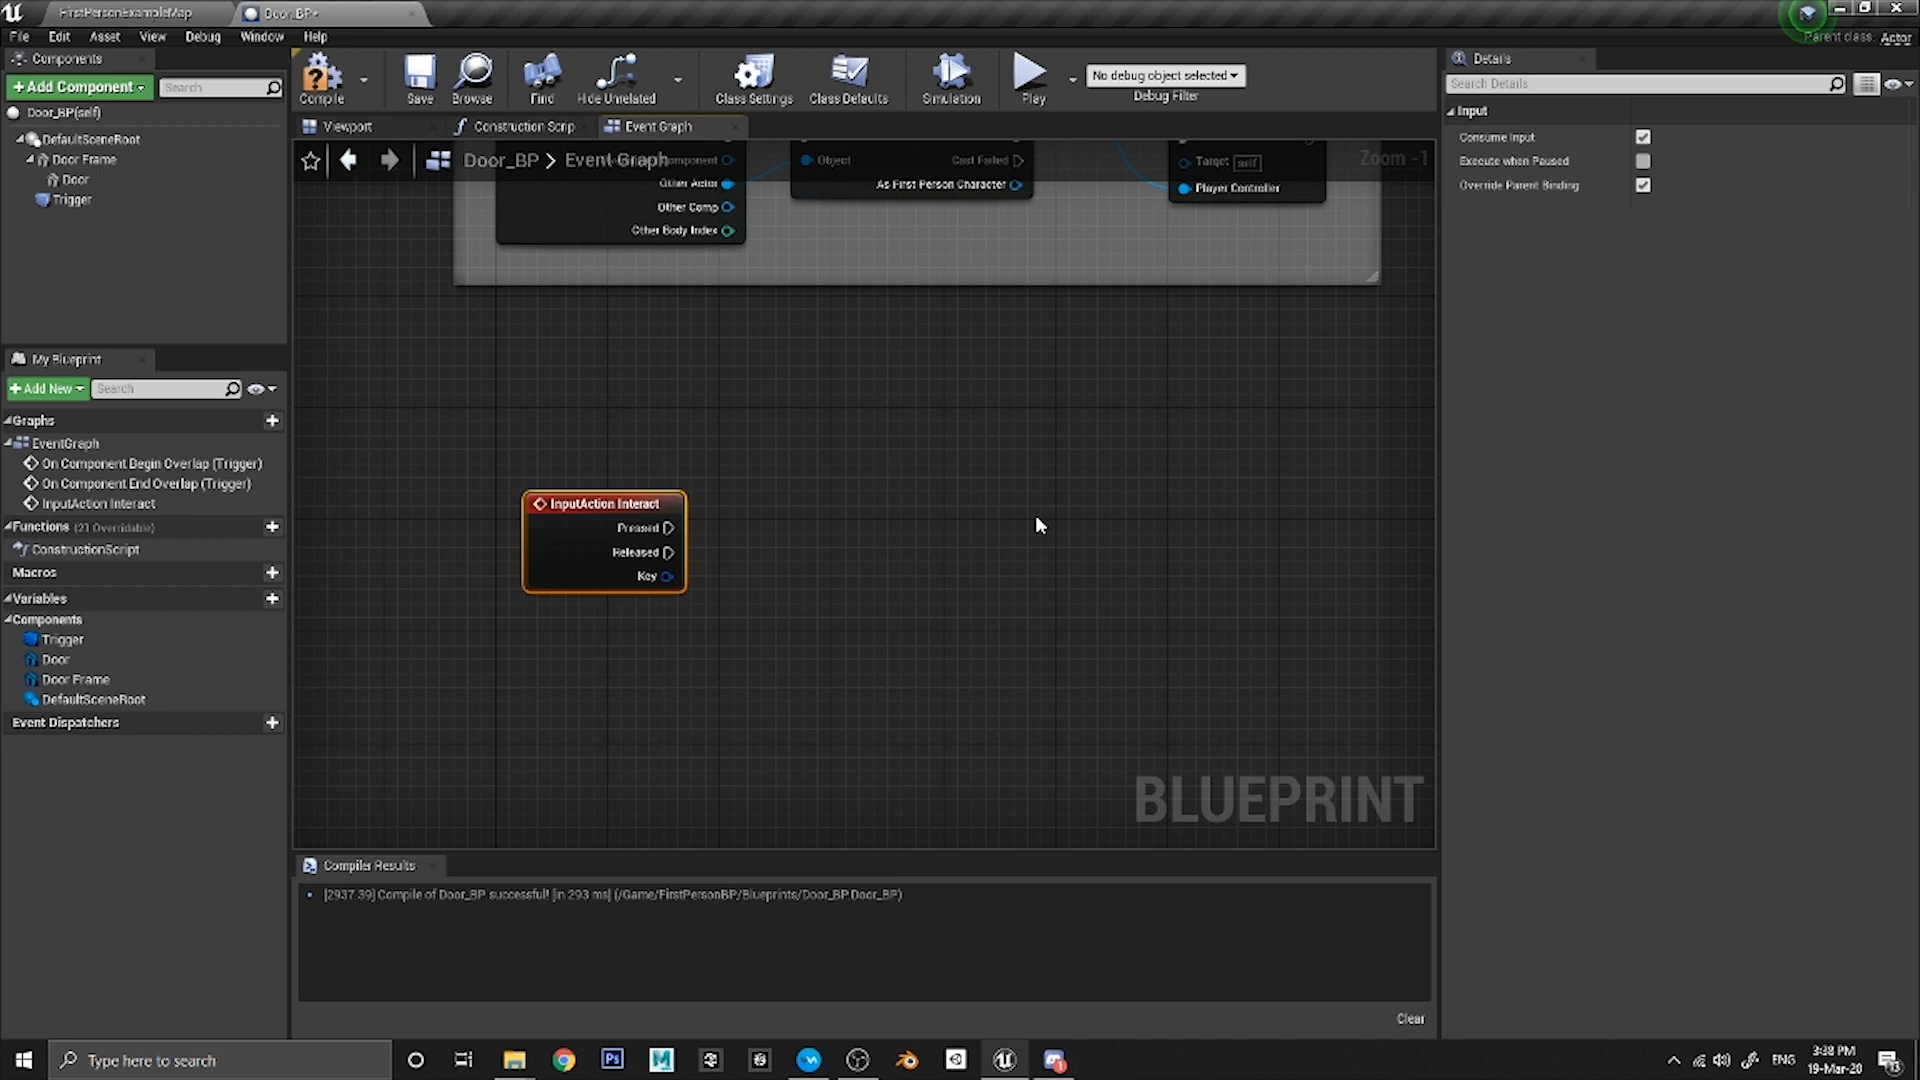 FirstPersonExampleMap
Door_BP*
File Edit Asset View Debug Window Help
Parent class: Actor
Components
+Add Component
Search
Door_BP(self)
DefaultSceneRoot
Door Frame
Door
Trigger
Compile
Save
Browse
Find
Hide Unrelated
Class Settings
Class Defaults
Simulation
Play
No debug object selected
Debug Filter
Viewport
Construction Scrip
Event Graph
Door_BP > Event Graph
Zoom -1
Component
Other Actor
Other Comp
Other Body Index
Object
Cast Failed
As First Person Character
Target self
Player Controller
InputAction Interact
Pressed
Released
Key
BLUEPRINT
My Blueprint
+Add New
Search
Graphs
EventGraph
On Component Begin Overlap (Trigger)
On Component End Overlap (Trigger)
InputAction Interact
Functions (21 Overridable)
ConstructionScript
Macros
Variables
Components
Trigger
Door
Door Frame
DefaultSceneRoot
Event Dispatchers
Details
Search Details
Input
Consume Input
Execute when Paused
Override Parent Binding
Compiler Results
[2937.39] Compile of Door_BP successful! [in 293 ms] (/Game/FirstPersonBP/Blueprints/Door_BP.Door_BP)
Clear
Type here to search
ENG
3:38 PM
19-Mar-20